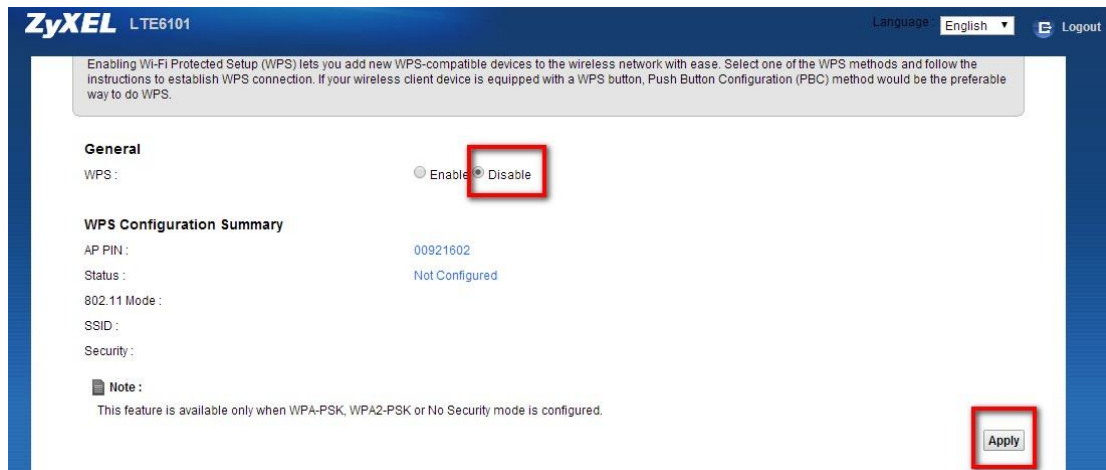 ZyXEL LTE6101
Language : English
Logout
Enabling Wi-Fi Protected Setup (WPS) lets you add new WPS-compatible devices to the wireless network with ease. Select one of the WPS methods and follow the
instructions to establish WPS connection. If your wireless client device is equipped with a WPS button, Push Button Configuration (PBC) method would be the preferable
way to do WPS.
General
WPS : Enable Disable
WPS Configuration Summary
AP PIN : 00921602
Status : Not Configured
802.11 Mode :
SSID :
Security :
Note :
This feature is available only when WPA-PSK, WPA2-PSK or No Security mode is configured.
Apply